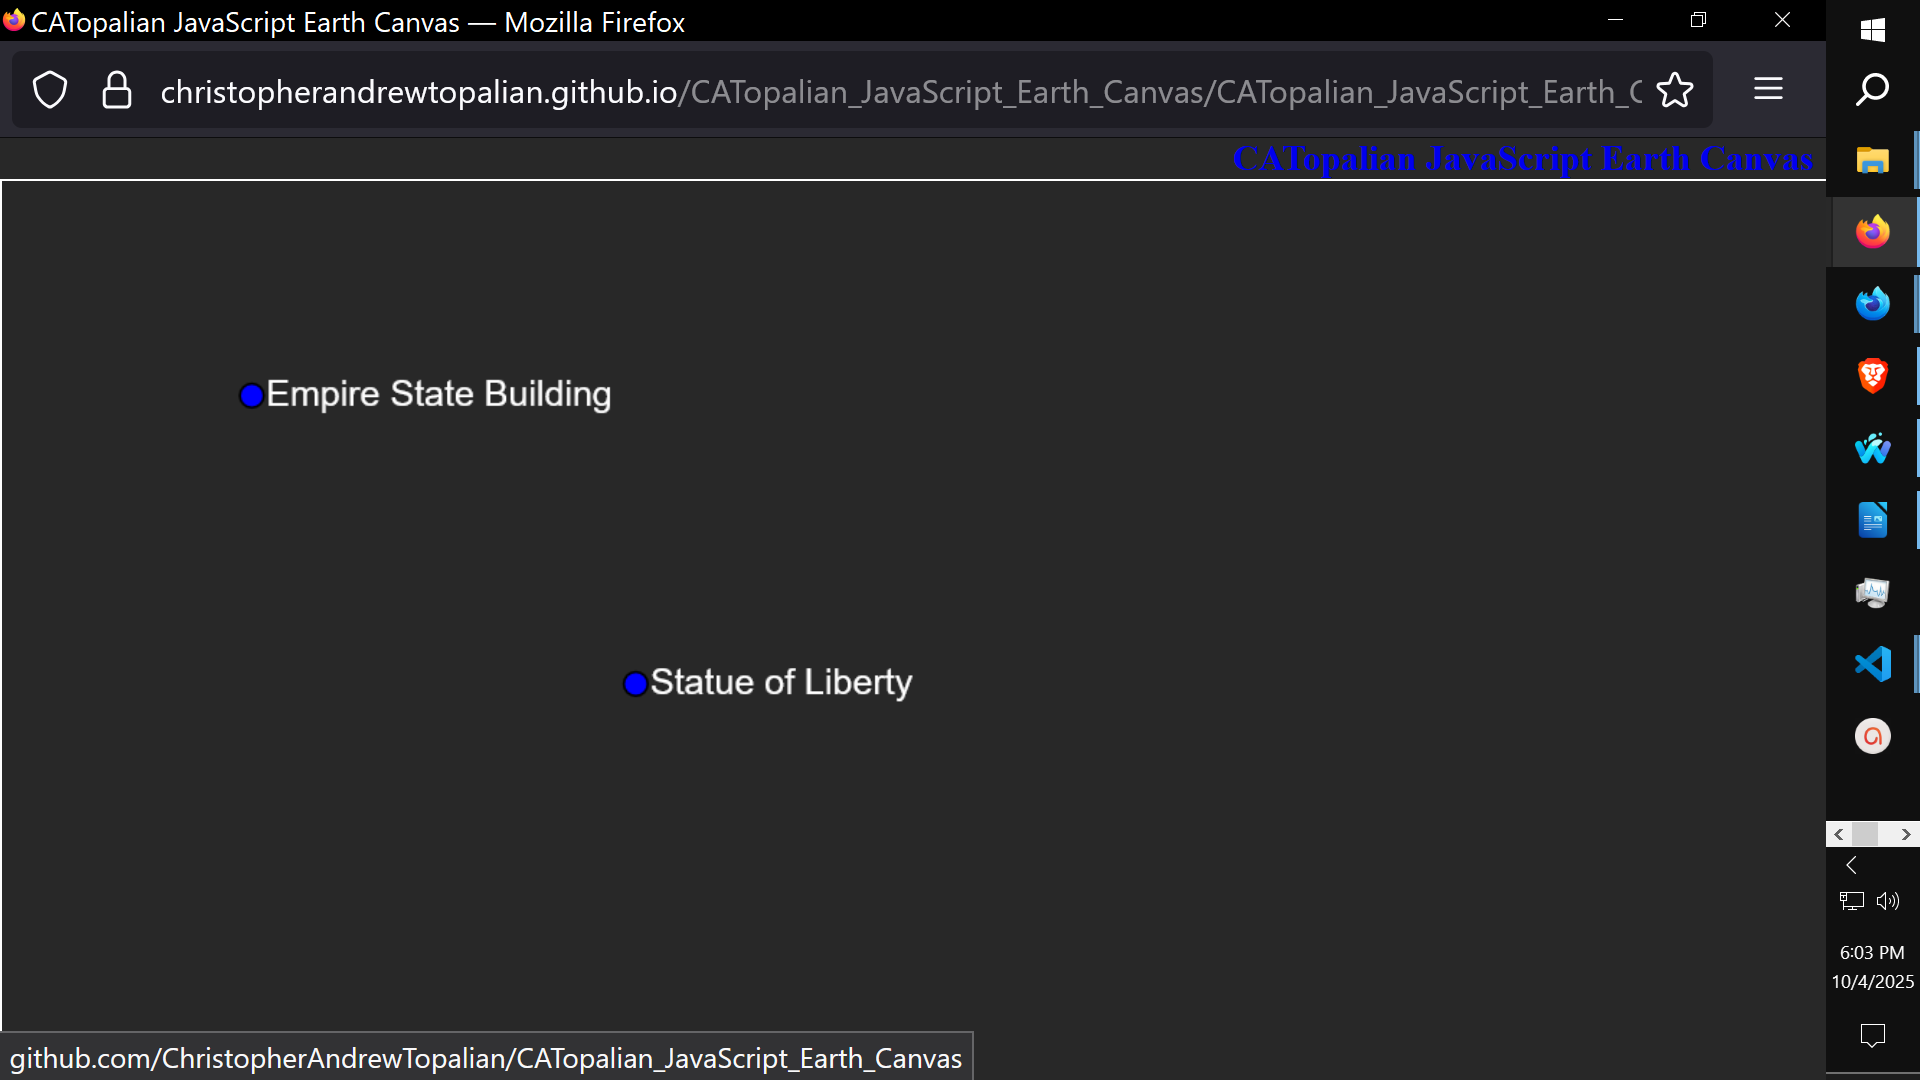 CATopalian JavaScript Earth Canvas — Mozilla Firefox
christopherandrewtopalian.github.io/CATopalian_JavaScript_Earth_Canvas/CATopalian_JavaScript_Earth_C
CATopalian JavaScript Earth Canvas
Empire State Building
Statue of Liberty
6:03 PM
10/4/2025
github.com/ChristopherAndrewTopalian/CATopalian_JavaScript_Earth_Canvas